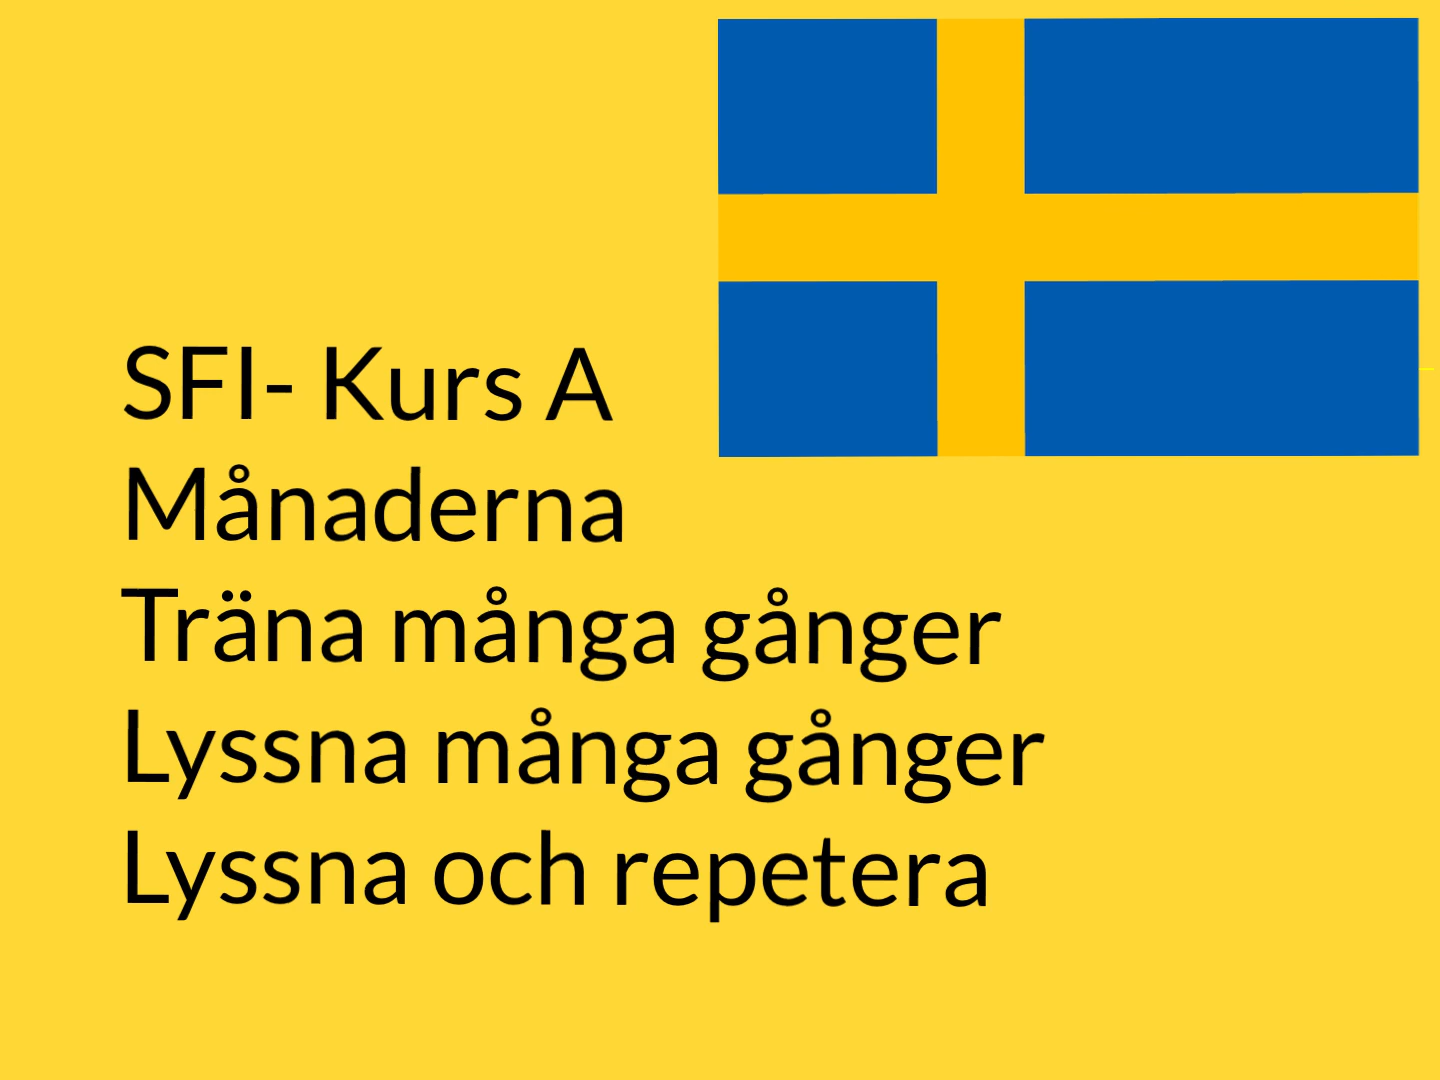 SFI- Kurs A
Månaderna
Träna många gånger
Lyssna många gånger
Lyssna och repetera